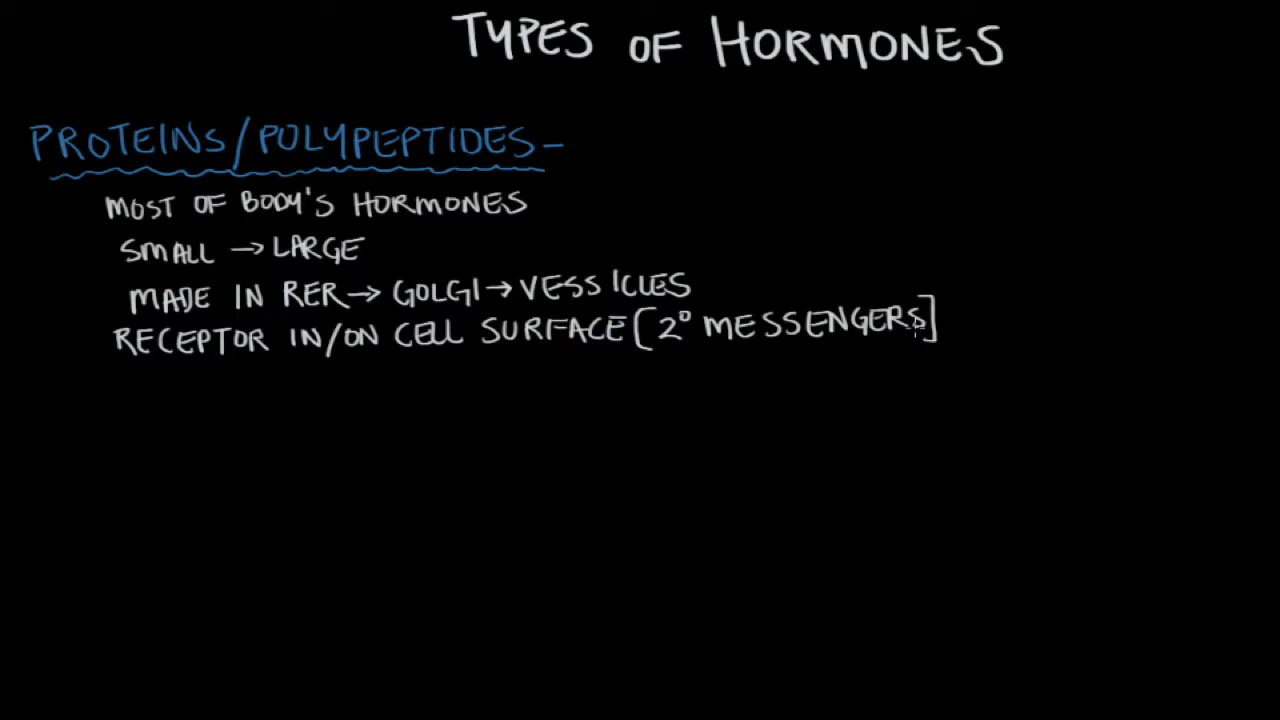 TYPES OF HORMONES
PROTEINS/POLYPEPTIDES-
MOST OF BODY'S HORMONES
SMALL → LARGE
MADE IN RER → GOLGI → VESSICLES
RECEPTOR IN/ON CELL SURFACE [2° MESSENGERS]